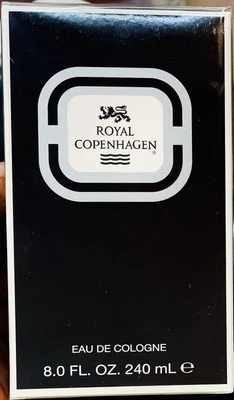 ROYAL
COPENHAGEN
®
EAU DE COLOGNE
8.0 FL. OZ. 240 mL ℮